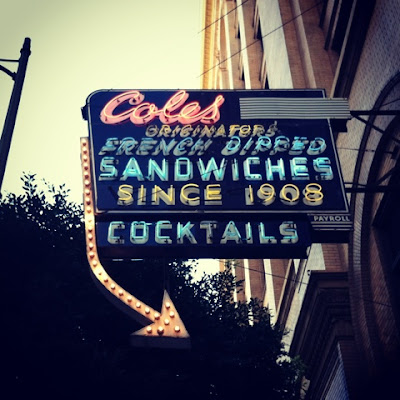 Coles
ORIGINATORS
FRENCH DIPPED
SANDWICHES
SINCE 1908
PAYROLL
COCKTAILS